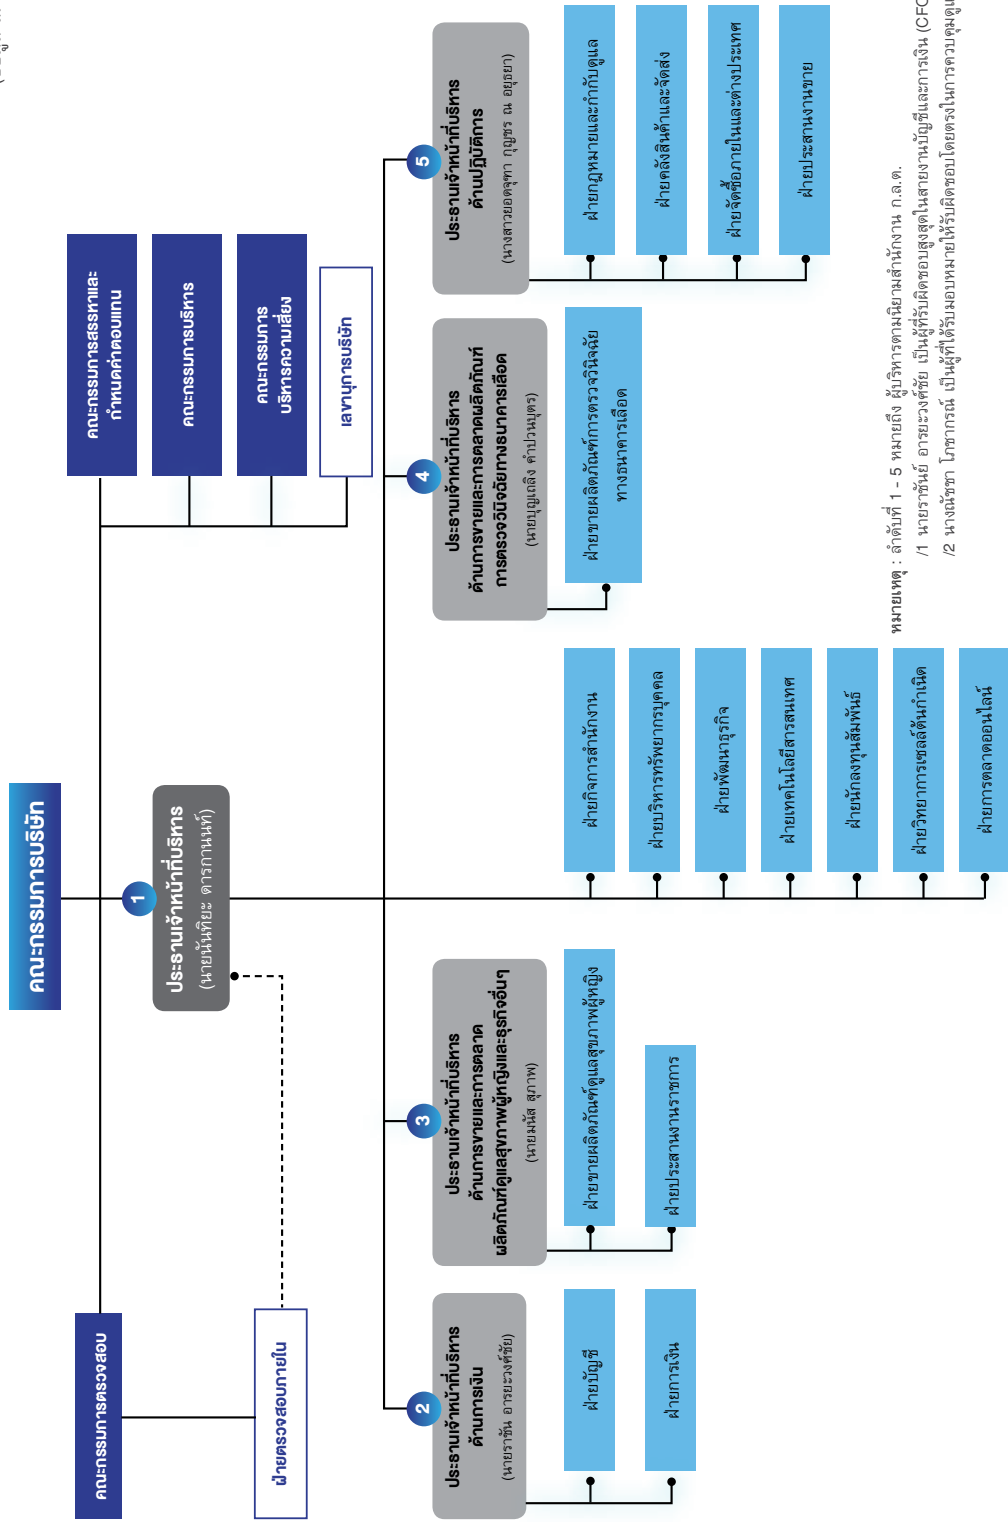 คณะกรรมการบริษัท
คณะกรรมการตรวจสอบ
ฝ่ายตรวจสอบภายใน
1
ประธานเจ้าหน้าที่บริหาร
(นายนันทิยะ ดารกานนท์)
คณะกรรมการสรรหาและ
กำหนดค่าตอบแทน
คณะกรรมการบริหาร
คณะกรรมการ
บริหารความเสี่ยง
เลขานุการบริษัท
2
ประธานเจ้าหน้าที่บริหาร
ด้านการเงิน
(นายราชัน อารยะวงศ์ชัย)
ฝ่ายบัญชี
ฝ่ายการเงิน
3
ประธานเจ้าหน้าที่บริหาร
ด้านการขายและการตลาด
ผลิตภัณฑ์ดูแลสุขภาพผู้หญิงและธุรกิจอื่นๆ
(นายมนัส สุภาพ)
ฝ่ายขายผลิตภัณฑ์ดูแลสุขภาพผู้หญิง
ฝ่ายประสานงานราชการ
ฝ่ายกิจการสำนักงาน
ฝ่ายบริหารทรัพยากรบุคคล
ฝ่ายพัฒนาธุรกิจ
ฝ่ายเทคโนโลยีสารสนเทศ
ฝ่ายนักลงทุนสัมพันธ์
ฝ่ายวิทยาการเซลล์ต้นกำเนิด
ฝ่ายการตลาดออนไลน์
4
ประธานเจ้าหน้าที่บริหาร
ด้านการขายและการตลาดผลิตภัณฑ์
การตรวจวินิจฉัยทางธนาคารเลือด
(นายบุญเถลิง คำปวนบุตร)
ฝ่ายขายผลิตภัณฑ์การตรวจวินิจฉัย
ทางธนาคารเลือด
5
ประธานเจ้าหน้าที่บริหาร
ด้านปฏิบัติการ
(นางสาวยอดจุฑา กุญชร ณ อยุธยา)
ฝ่ายกฎหมายและกำกับดูแล
ฝ่ายคลังสินค้าและจัดส่ง
ฝ่ายจัดซื้อภายในและต่างประเทศ
ฝ่ายประสานงานขาย
หมายเหตุ : ลำดับที่ 1 - 5 หมายถึง ผู้บริหารตามนิยามสำนักงาน ก.ล.ต.
/1 นายราชันย์ อารยะวงศ์ชัย เป็นผู้ที่รับผิดชอบสูงสุดในสายงานบัญชีและการเงิน (CFO
/2 นางณัชชา โภชากรณ์ เป็นผู้ที่ได้รับมอบหมายให้รับผิดชอบโดยตรงในการควบคุมดูแ